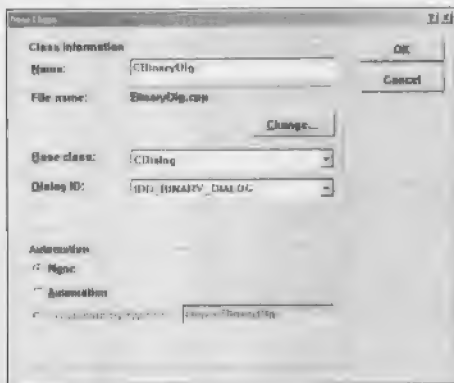 New Class
Class information
OK
Name:
CBinaryDlg
Cancel
File name:
BinaryDlg.cpp
Change...
Base class:
CDialog
Dialog ID:
IDD_BINARY_DIALOG
Automation
None
Automation